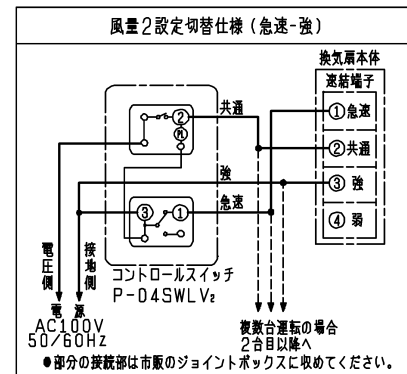 風量2設定切替仕様（急速-強）
換気扇本体
速結端子
①急速
②共通
③ 強
④ 弱
共通
強
急速
②
PL
③
①
コントロールスイッチ
P-04SWLV2
電圧側
接地側
電源
AC100V
50/60Hz
複数台運転の場合
2台目以降へ
●部分の接続部は市販のジョイントボックスに収めてください。